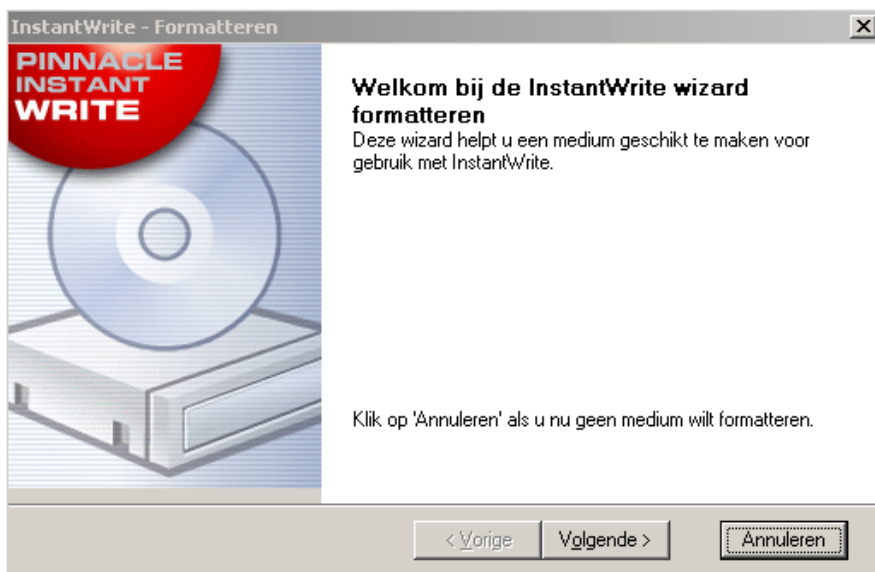 InstantWrite - Formatteren
PINNACLE
INSTANT
WRITE
Welkom bij de InstantWrite wizard
formatteren
Deze wizard helpt u een medium geschikt te maken voor
gebruik met InstantWrite.
Klik op 'Annuleren' als u nu geen medium wilt formatteren.
< Vorige
Volgende >
Annuleren